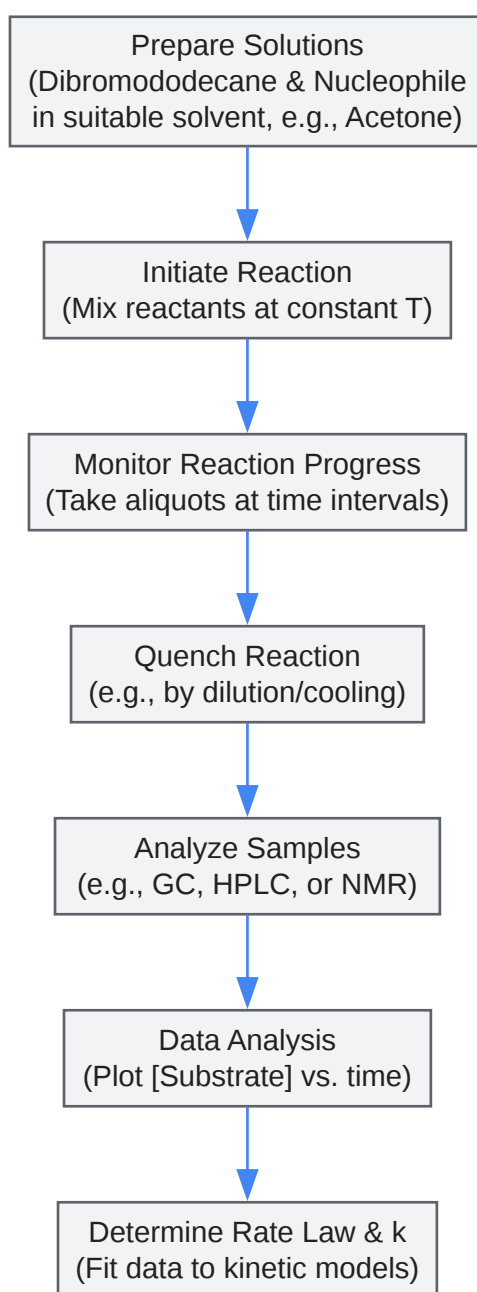 Prepare Solutions
(Dibromododecane & Nucleophile
in suitable solvent, e.g., Acetone)
Initiate Reaction
(Mix reactants at constant T)
Monitor Reaction Progress
(Take aliquots at time intervals)
Quench Reaction
(e.g., by dilution/cooling)
Analyze Samples
(e.g., GC, HPLC, or NMR)
Data Analysis
(Plot [Substrate] vs. time)
Determine Rate Law & k
(Fit data to kinetic models)